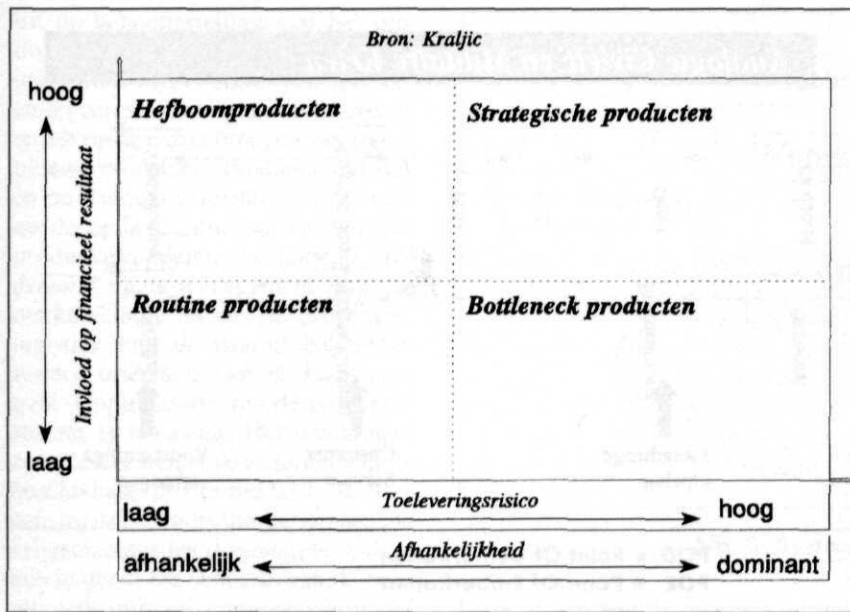 Bron: Kraljic
hoog
Hefboomproducten
Strategische producten
Invloed op financieel resultaat
Routine producten
Bottleneck producten
laag
laag
Toeleveringsrisico
hoog
Afhankelijkheid
afhankelijk
dominant